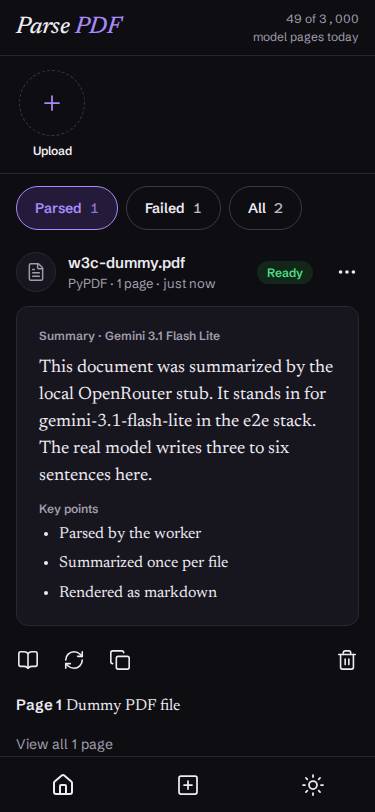 Parse PDF
49 of 3,000
model pages today
Upload
Parsed 1
Failed 1
All 2
w3c-dummy.pdf
PyPDF · 1 page · just now
Ready
Summary · Gemini 3.1 Flash Lite
This document was summarized by the
local OpenRouter stub. It stands in for
gemini-3.1-flash-lite in the e2e stack.
The real model writes three to six
sentences here.
Key points
• Parsed by the worker
• Summarized once per file
• Rendered as markdown
Page 1 Dummy PDF file
View all 1 page